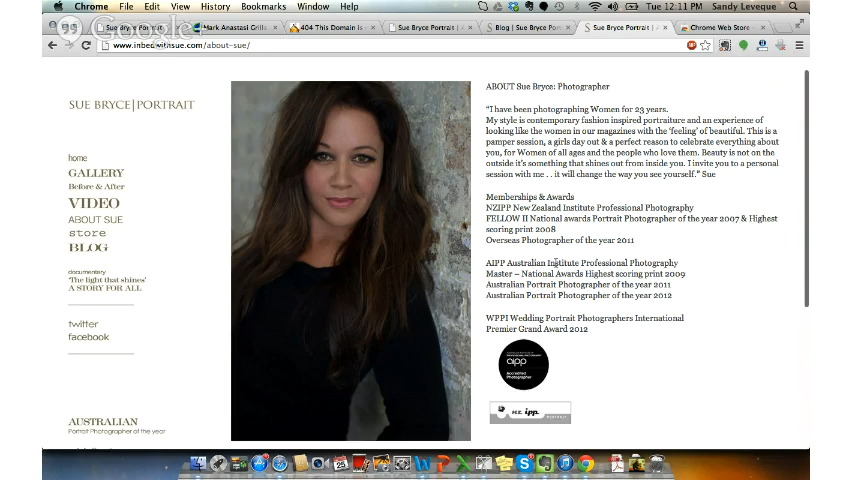 Chrome File Edit View History Bookmarks Window Help
Tue 12:11 PM Sandy Leveque
Sue Bryce Portrait
Mark Anastasi Grills
404 This Domain is
Sue Bryce Portrait | A
Blog | Sue Bryce Port
Sue Bryce Portrait | A
Chrome Web Store -
www.inbedwithsue.com/about-sue/
Google+
SUE BRYCE|PORTRAIT
home
GALLERY
Before & After
VIDEO
ABOUT SUE
store
BLOG
documentary
'The light that shines'
A STORY FOR ALL
twitter
facebook
AUSTRALIAN
Portrait Photographer of the year
ABOUT Sue Bryce: Photographer
“I have been photographing Women for 23 years.
My style is contemporary fashion inspired portraiture and an experience of
looking like the women in our magazines with the ‘feeling’ of beautiful. This is a
pamper session, a girls day out & a perfect reason to celebrate everything about
you, for Women of all ages and the people who love them. Beauty is not on the
outside it’s something that shines out from inside you. I invite you to a personal
session with me . . it will change the way you see yourself.” Sue
Memberships & Awards
NZIPP New Zealand Institute Professional Photography
FELLOW II National awards Portrait Photographer of the year 2007 & Highest
scoring print 2008
Overseas Photographer of the year 2011
AIPP Australian Institute Professional Photography
Master – National Awards Highest scoring print 2009
Australian Portrait Photographer of the year 2011
Australian Portrait Photographer of the year 2012
WPPI Wedding Portrait Photographers International
Premier Grand Award 2012
aipp
Accredited
Photographer
n.z. ipp.
PORTRAIT